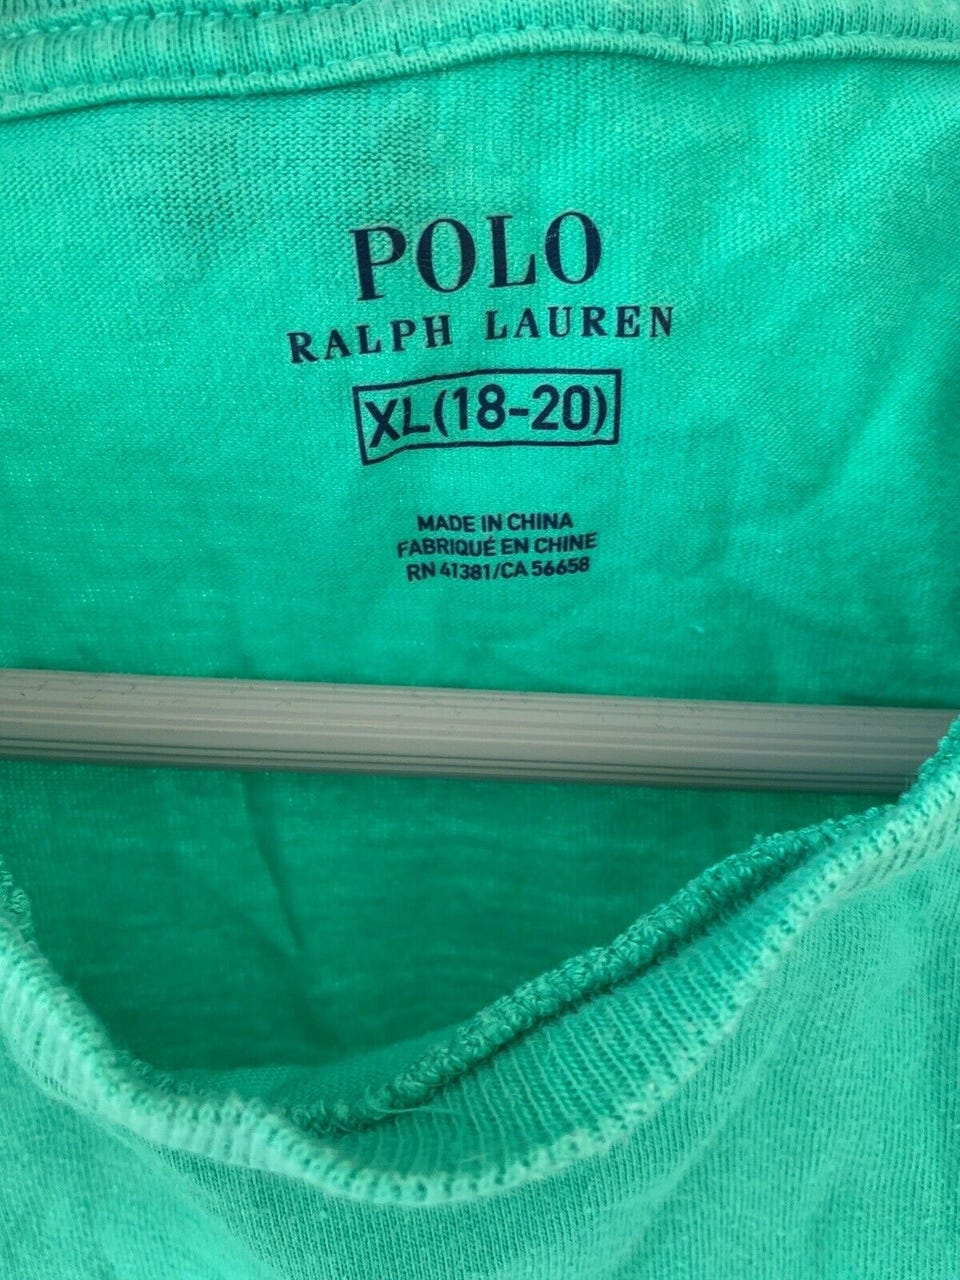 POLO
RALPH LAUREN
XL(18-20)
MADE IN CHINA
FABRIQUÉ EN CHINE
RN 41381/CA 56658